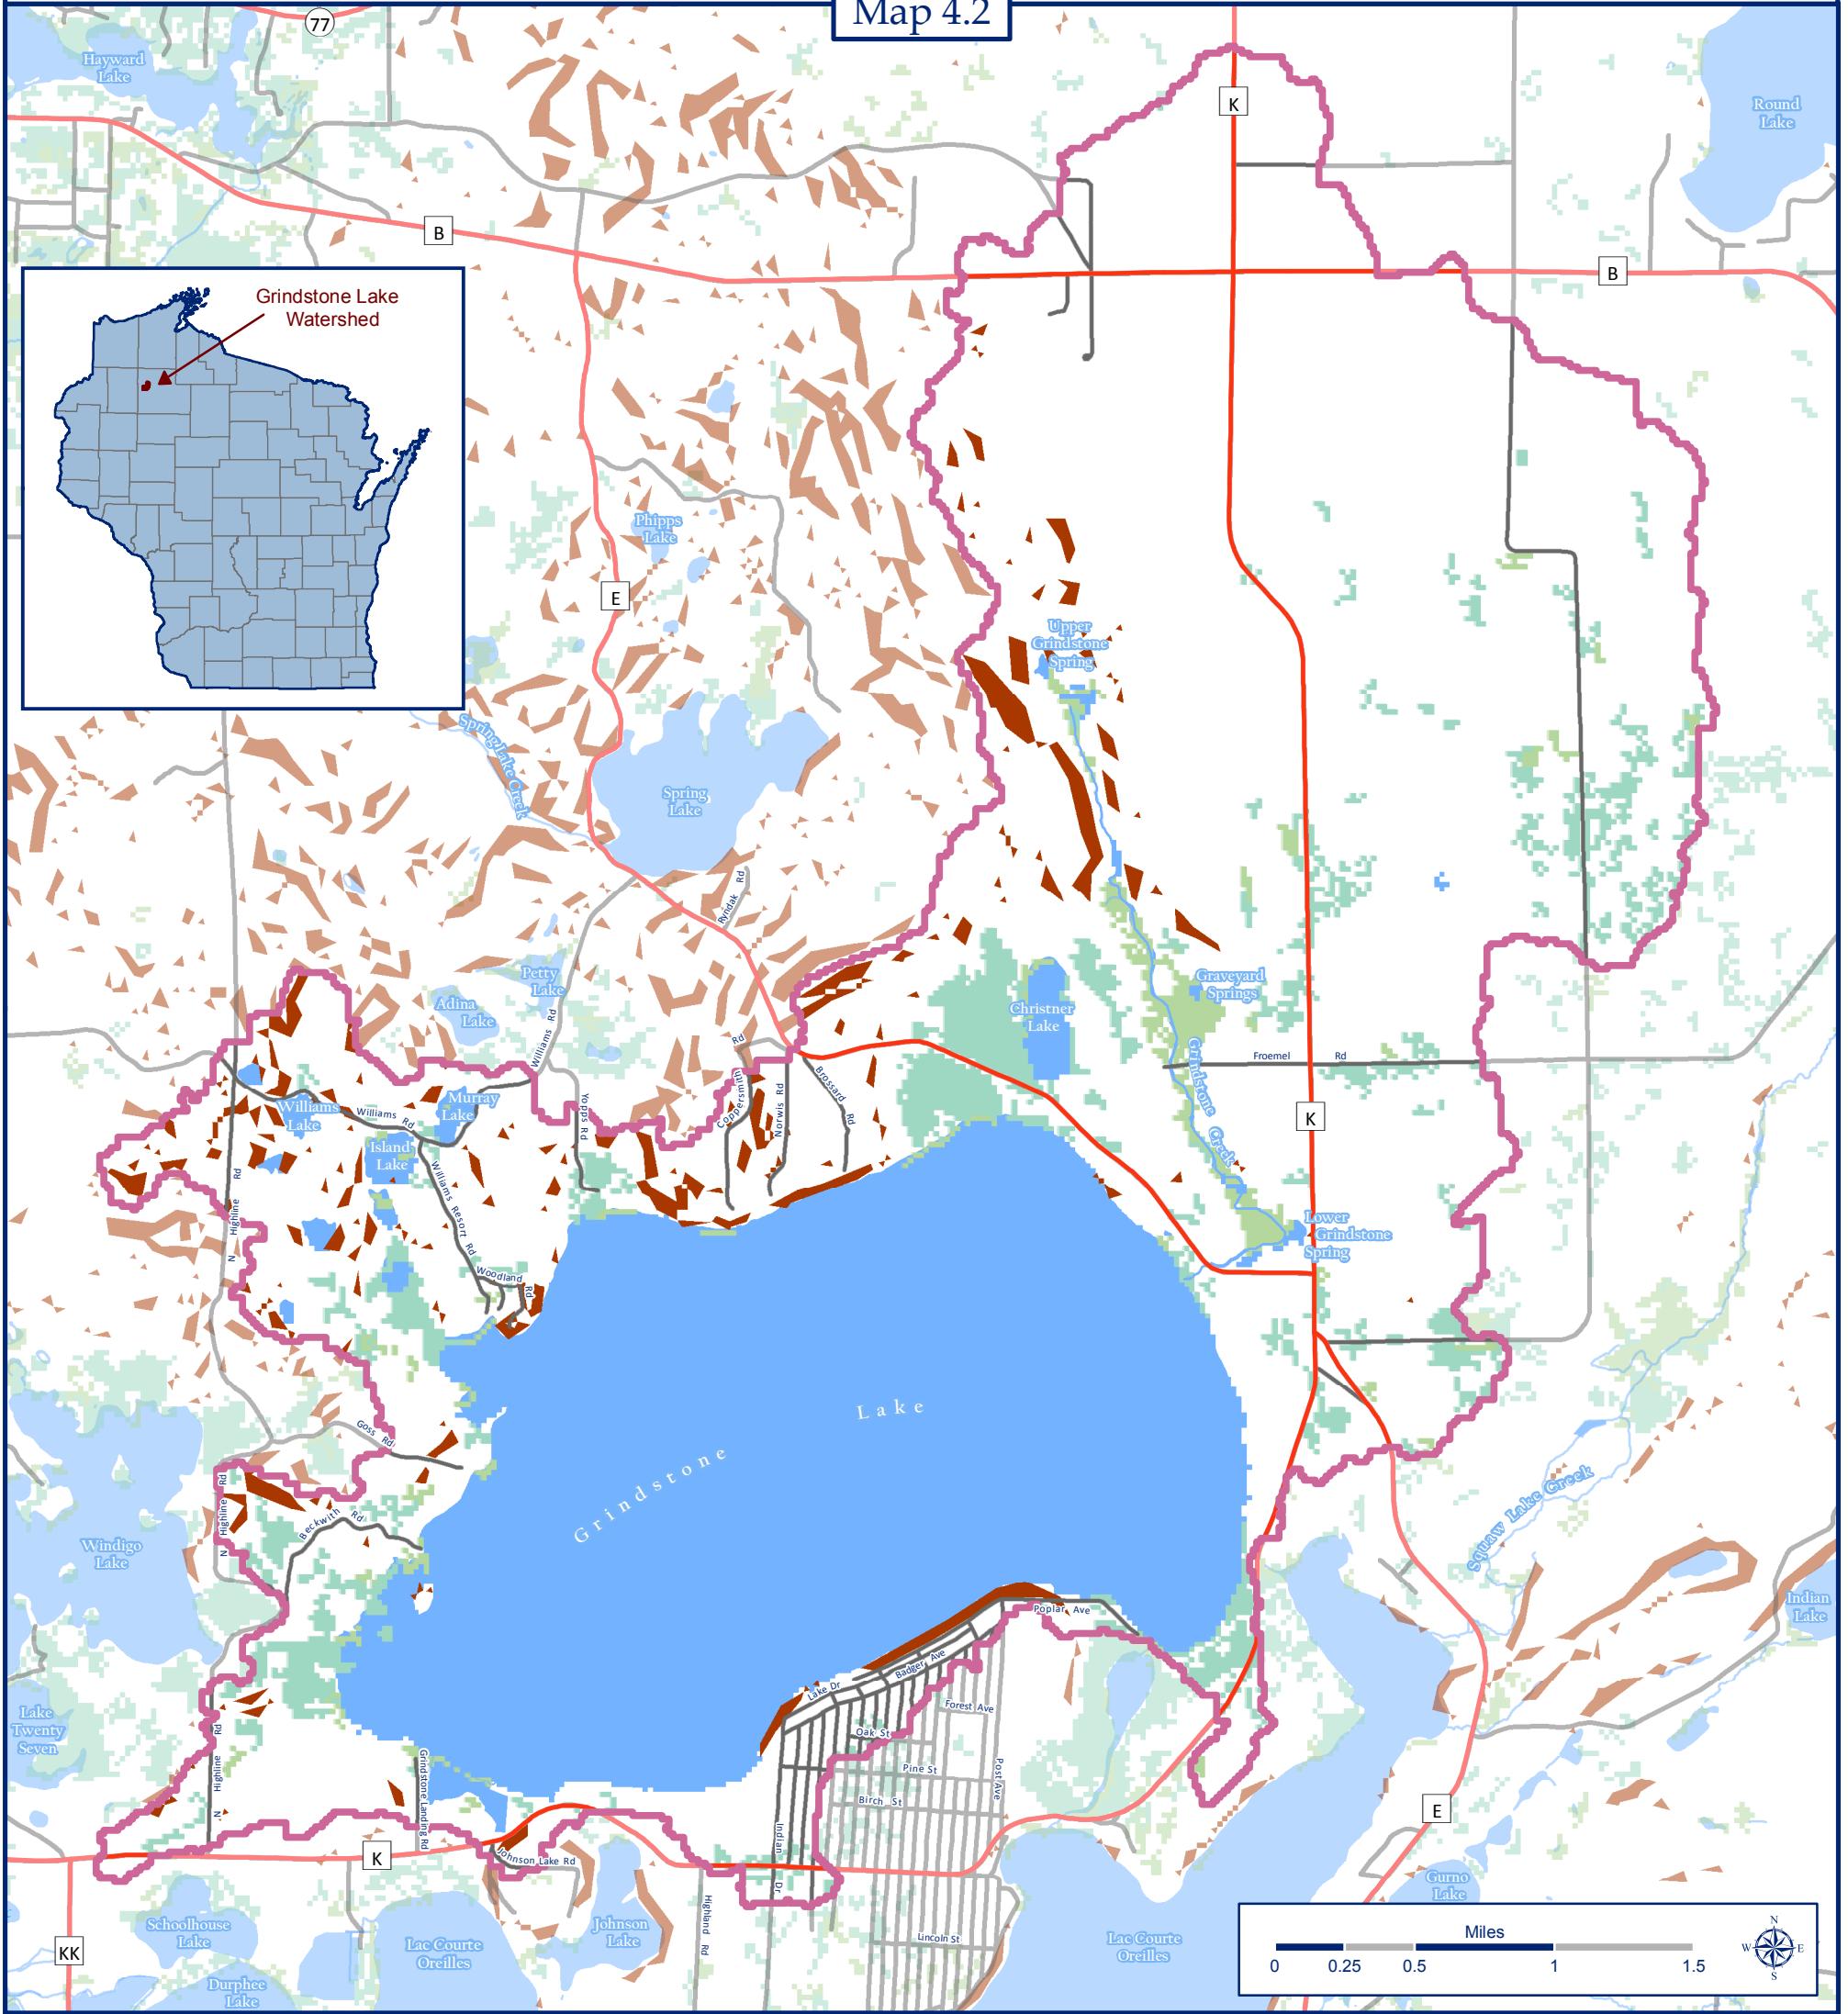 Map 4.2
77
Hayward
Lake
K
Round
Lake
B
B
Grindstone Lake
Watershed
Phipps
Lake
E
Upper
Grindstone
Spring
Spring Lake Creek
Spring
Lake
Ryndak Rd
Petty
Lake
Adina
Lake
Christner
Lake
Graveyard
Springs
Williams Rd
Rd
Coppersmith
Froemel Rd
Grindstone Creek
Brossard Rd
Norwis Rd
Yopps Rd
Murray
Lake
Williams
Lake
Williams Rd
K
Island
Lake
Williams Resort Rd
N Highline Rd
Lower
Grindstone
Spring
Woodland Rd
Goss Rd
Grindstone Lake
N Highline Rd
Beckwith Rd
Squaw Lake Creek
Windigo
Lake
Indian
Lake
Poplar Ave
Badger Ave
Lake Dr
Forest Ave
Lake
Twenty
Seven
Oak St
N Highline Rd
Grindstone Landing Rd
Pine St
Post Ave
Birch St
E
Indian Dr
K
Johnson Lake Rd
Gurno
Lake
Highland Rd
Schoolhouse
Lake
Johnson
Lake
Lac Courte
Oreilles
Lincoln St
Lac Courte
Oreilles
KK
Durphee
Lake
Miles
0 0.25 0.5 1 1.5
N
W E
S